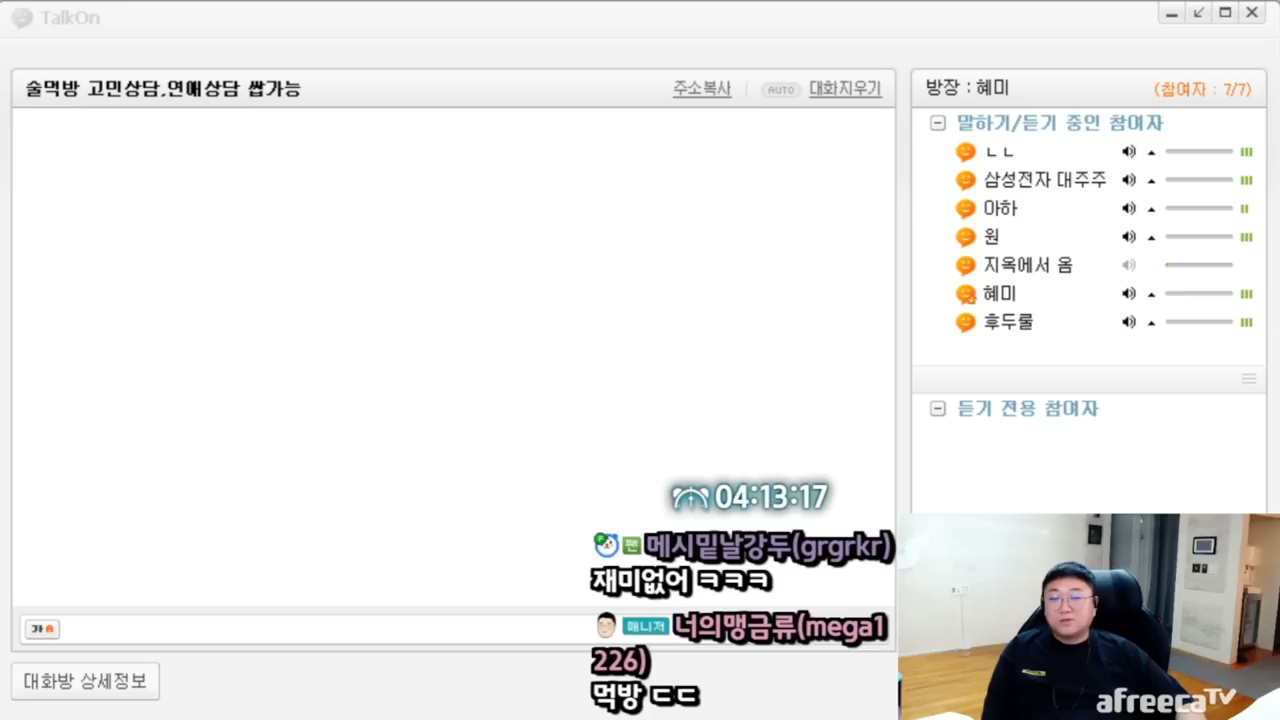 TalkOn
술먹방 고민상담,연애상담 쌉가능
주소복사
AUTO
대화지우기
방장 : 혜미
(참여자 : 7/7)
말하기/듣기 중인 참여자
ㄴㄴ
삼성전자 대주주
아하
원
지옥에서 옴
혜미
후두룰
듣기 전용 참여자
04:13:17
팬 메시밑날강두(grgrkr)
재미없어 ㅋㅋㅋ
매니저 너의맹금류(mega1
226)
먹방 ㄷㄷ
가
대화방 상세정보
afreecaTV